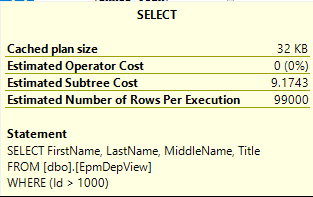 SELECT
Cached plan size 32 KB
Estimated Operator Cost 0 (0%)
Estimated Subtree Cost 9.1743
Estimated Number of Rows Per Execution 99000
Statement
SELECT FirstName, LastName, MiddleName, Title
FROM [dbo].[EpmDepView]
WHERE (Id > 1000)